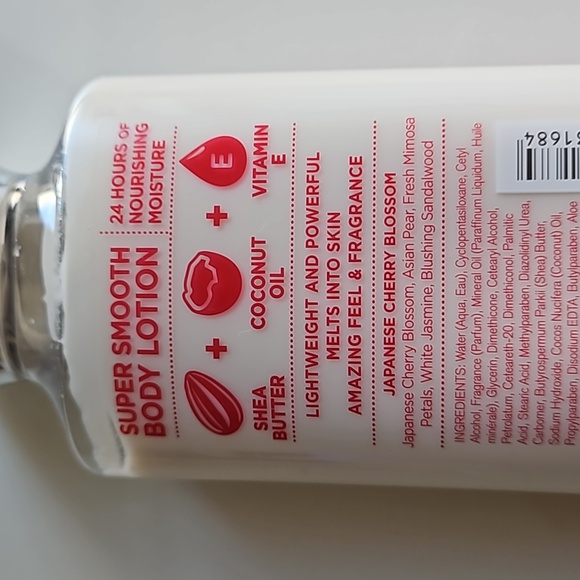 SUPER SMOOTH
BODY LOTION
24 HOURS OF
NOURISHING
MOISTURE
SHEA
BUTTER
+
COCONUT
OIL
+
E
VITAMIN
E
LIGHTWEIGHT AND POWERFUL
MELTS INTO SKIN
AMAZING FEEL & FRAGRANCE
JAPANESE CHERRY BLOSSOM
Japanese Cherry Blossom, Asian Pear, Fresh Mimosa
Petals, White Jasmine, Blushing Sandalwood
INGREDIENTS: Water (Aqua, Eau), Cyclopentasiloxane, Cetyl
Alcohol, Fragrance (Parfum), Mineral Oil (Paraffinum Liquidum, Huile
minérale), Glycerin, Dimethicone, Cetearyl Alcohol,
Petrolatum, Ceteareth-20, Dimethiconol, Palmitic
Acid, Stearic Acid, Methylparaben, Diazolidinyl Urea,
Carbomer, Butyrospermum Parkii (Shea) Butter,
Sodium Hydroxide, Cocos Nucifera (Coconut) Oil,
Propylparaben, Disodium EDTA, Butylparaben, Aloe
31684